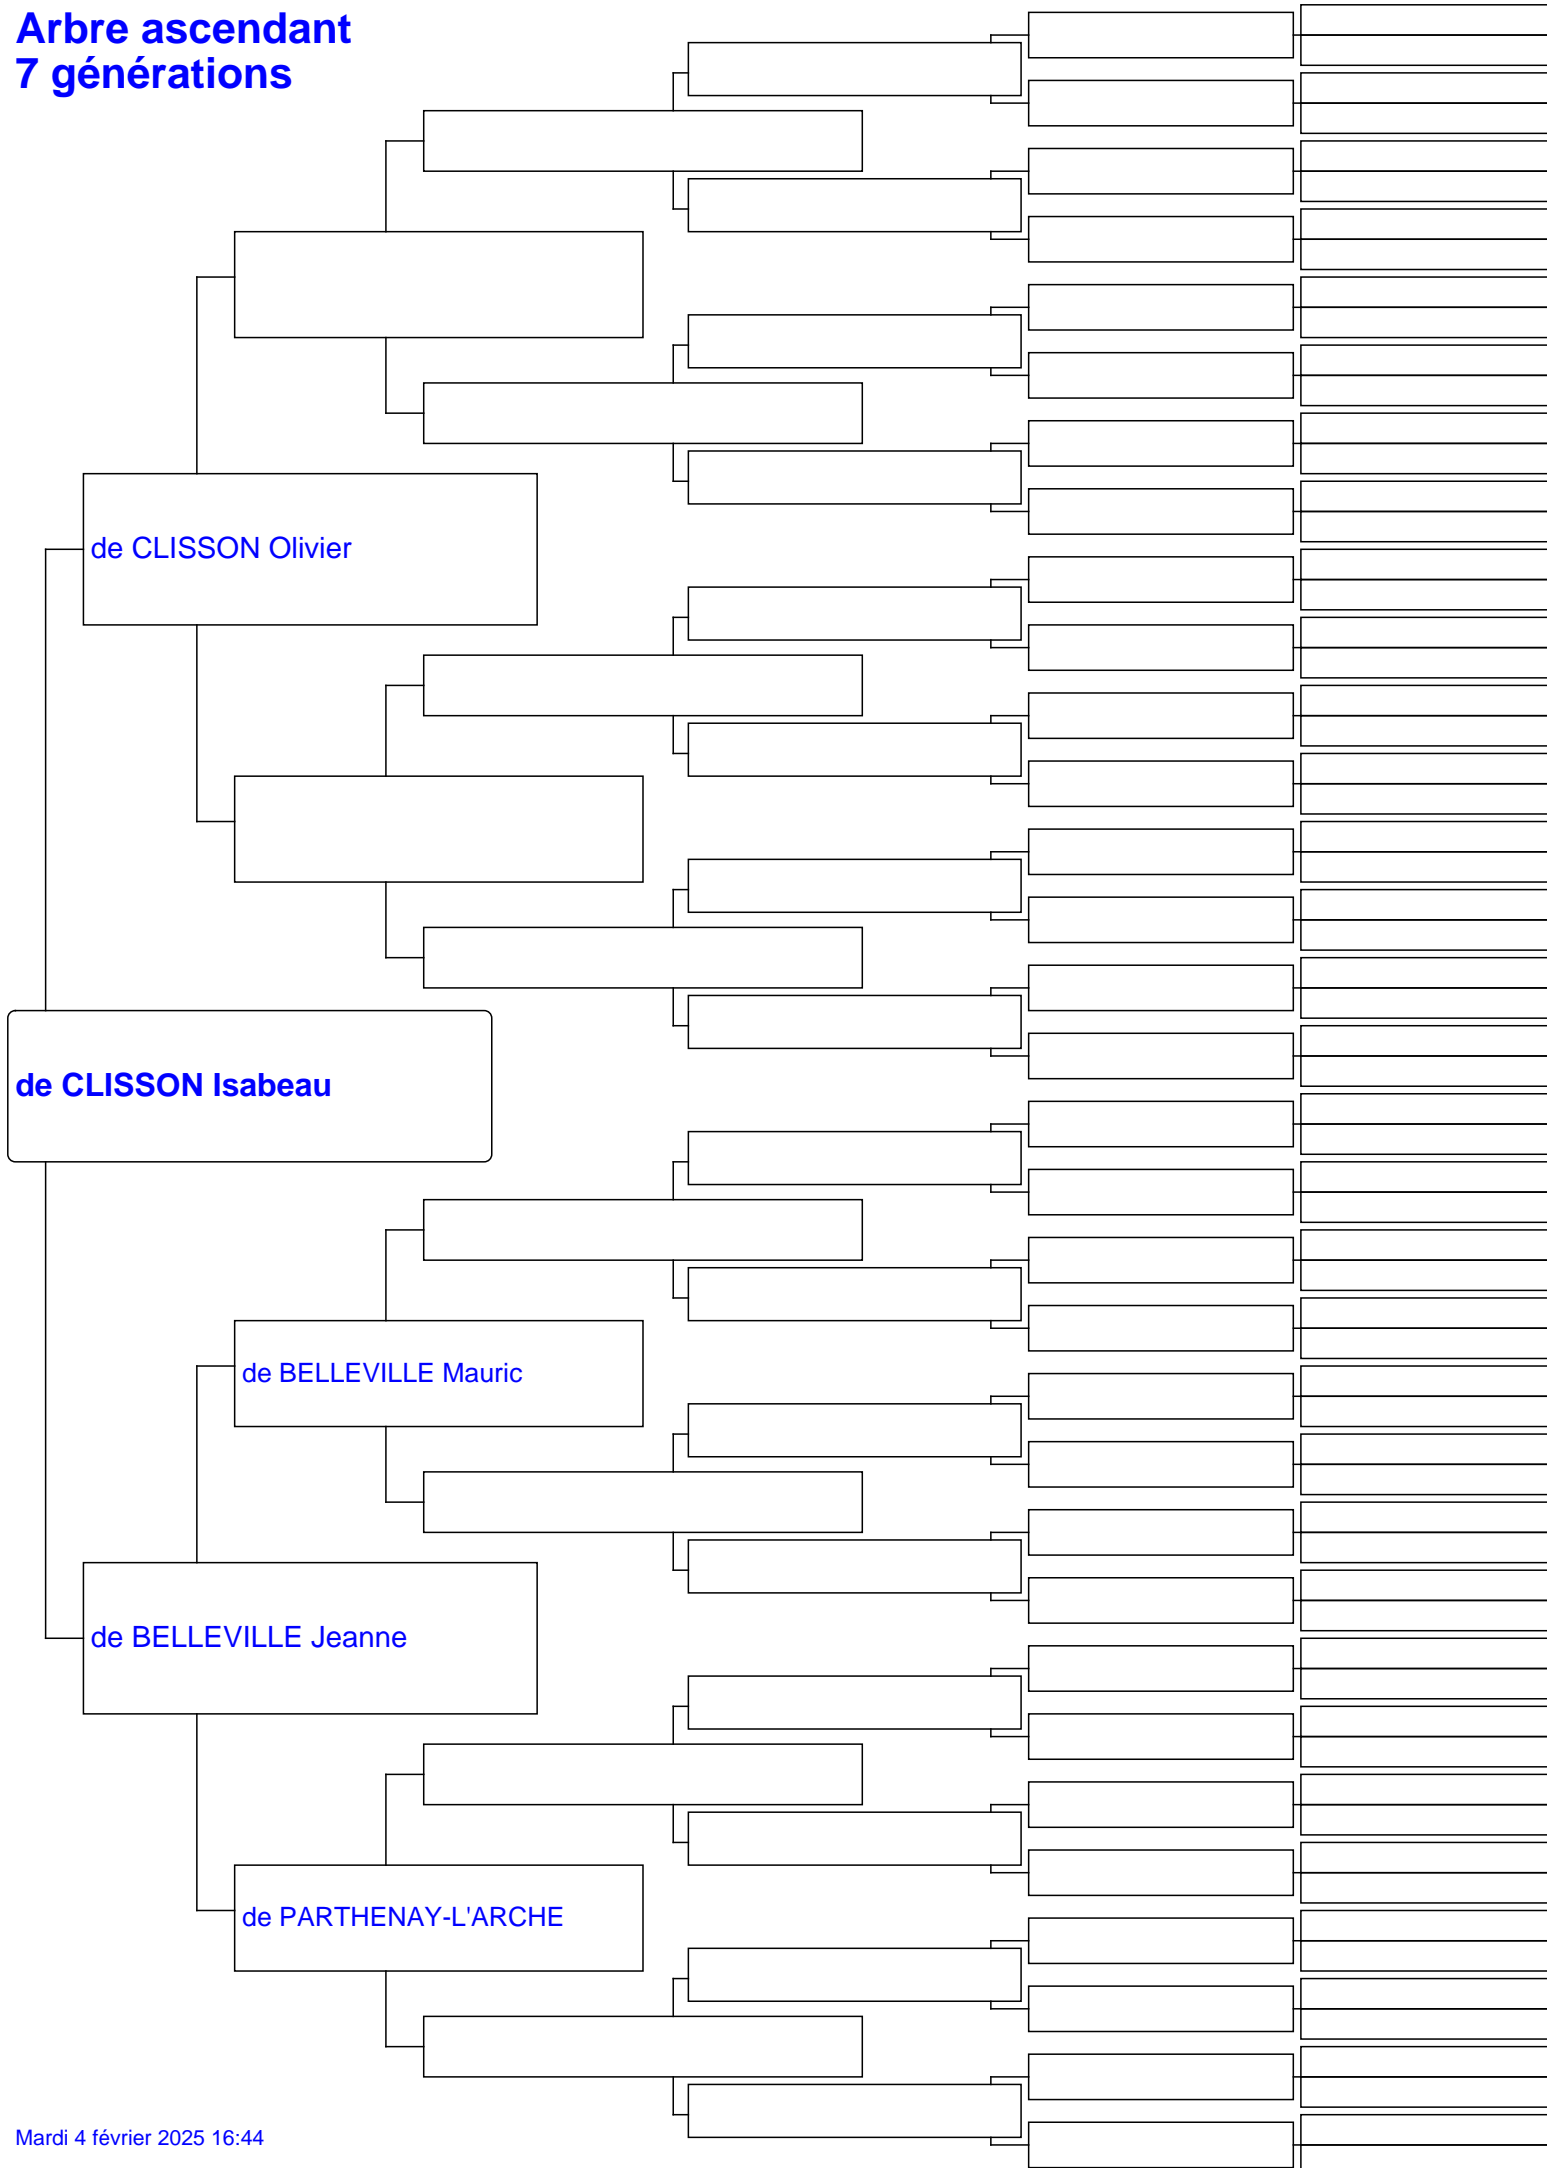 Arbre ascendant
7 générations
de CLISSON Olivier
de CLISSON Isabeau
de BELLEVILLE Mauric
de BELLEVILLE Jeanne
de PARTHENAY-L'ARCHE
Mardi 4 février 2025 16:44